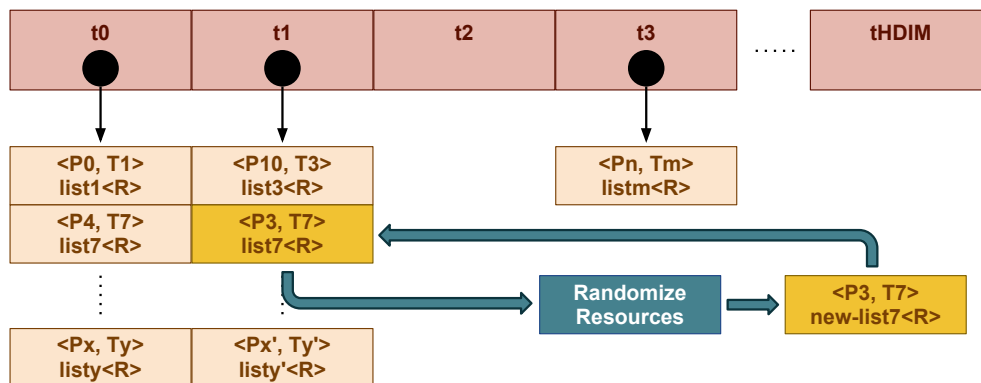 t0 t1 t2 t3 ..... tHDIM
<P0, T1> <P10, T3> <Pn, Tm>
list1<R> list3<R> listm<R>
<P4, T7> <P3, T7>
list7<R> list7<R>
Randomize <P3, T7>
Resources new-list7<R>
<Px, Ty> <Px', Ty'>
listy<R> listy'<R>